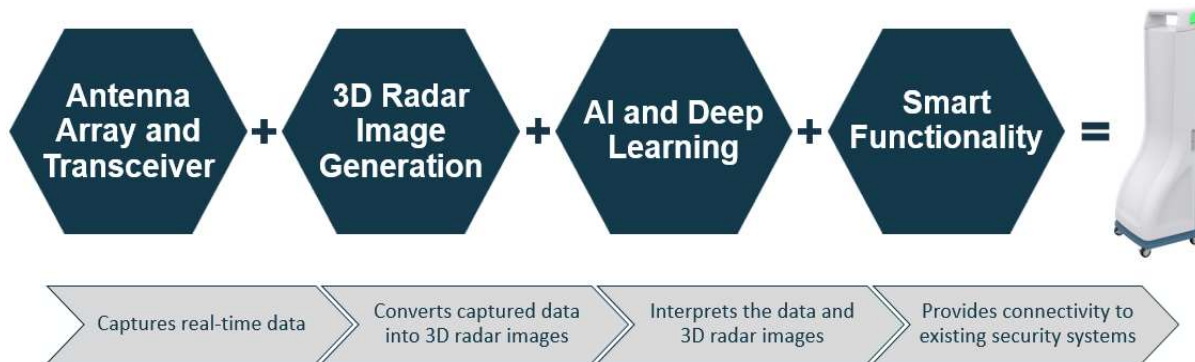 Antenna
Array and
Transceiver
+
3D Radar
Image
Generation
+
AI and Deep
Learning
+
Smart
Functionality
=
Captures real-time data
Converts captured data
into 3D radar images
Interprets the data and
3D radar images
Provides connectivity to
existing security systems